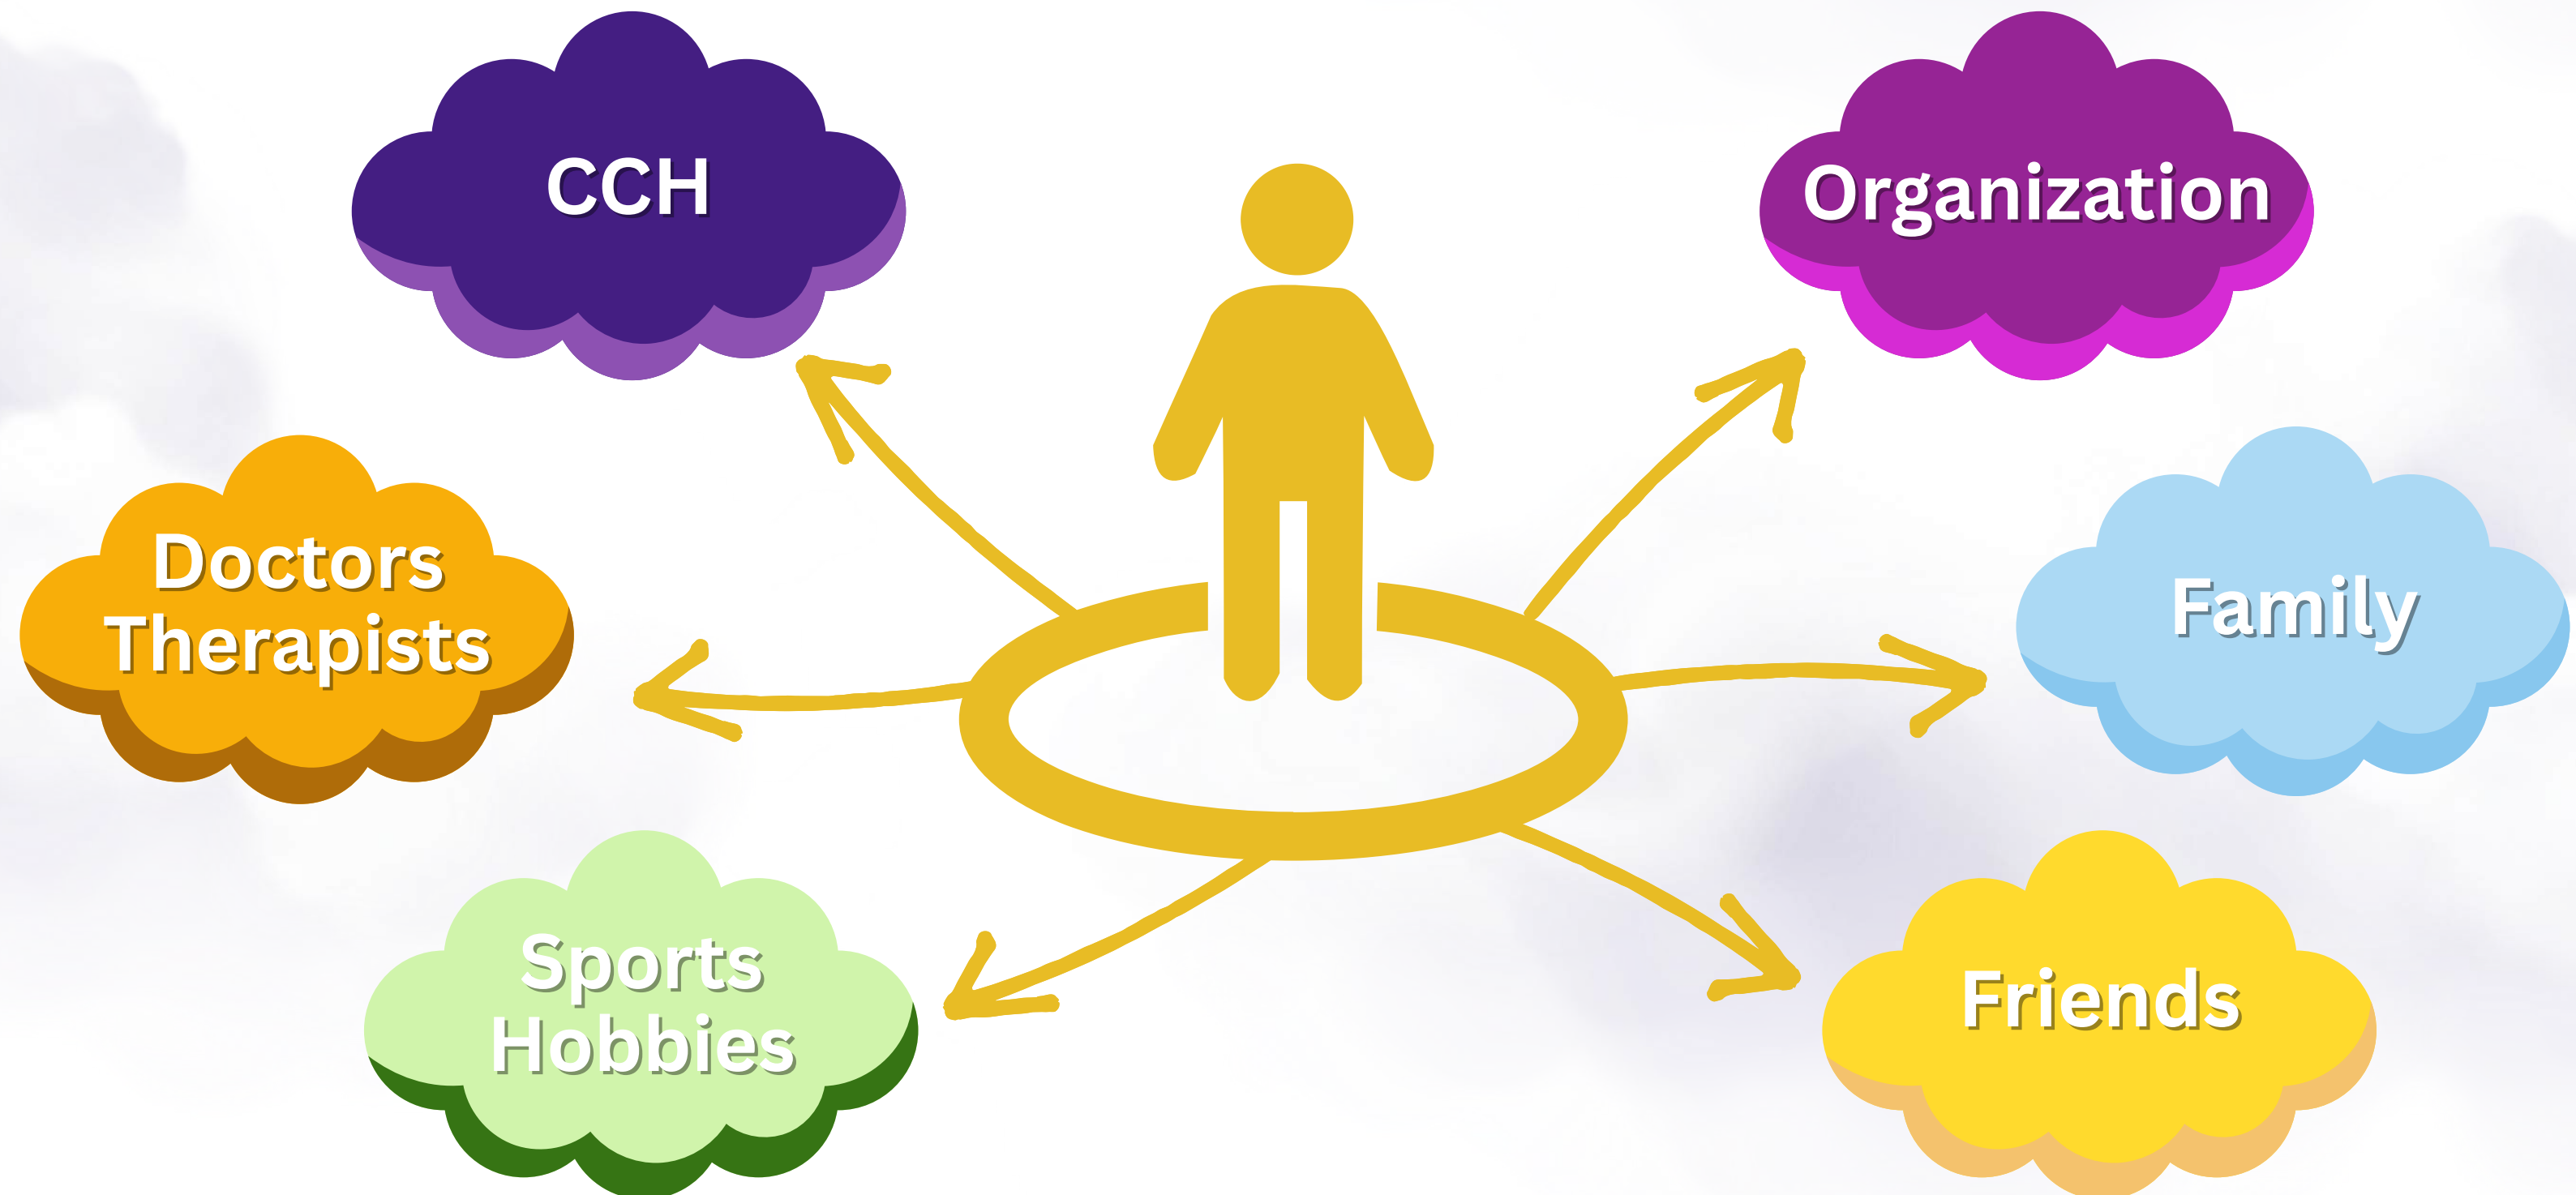 CCH
Organization
Doctors
Therapists
Family
Sports
Hobbies
Friends